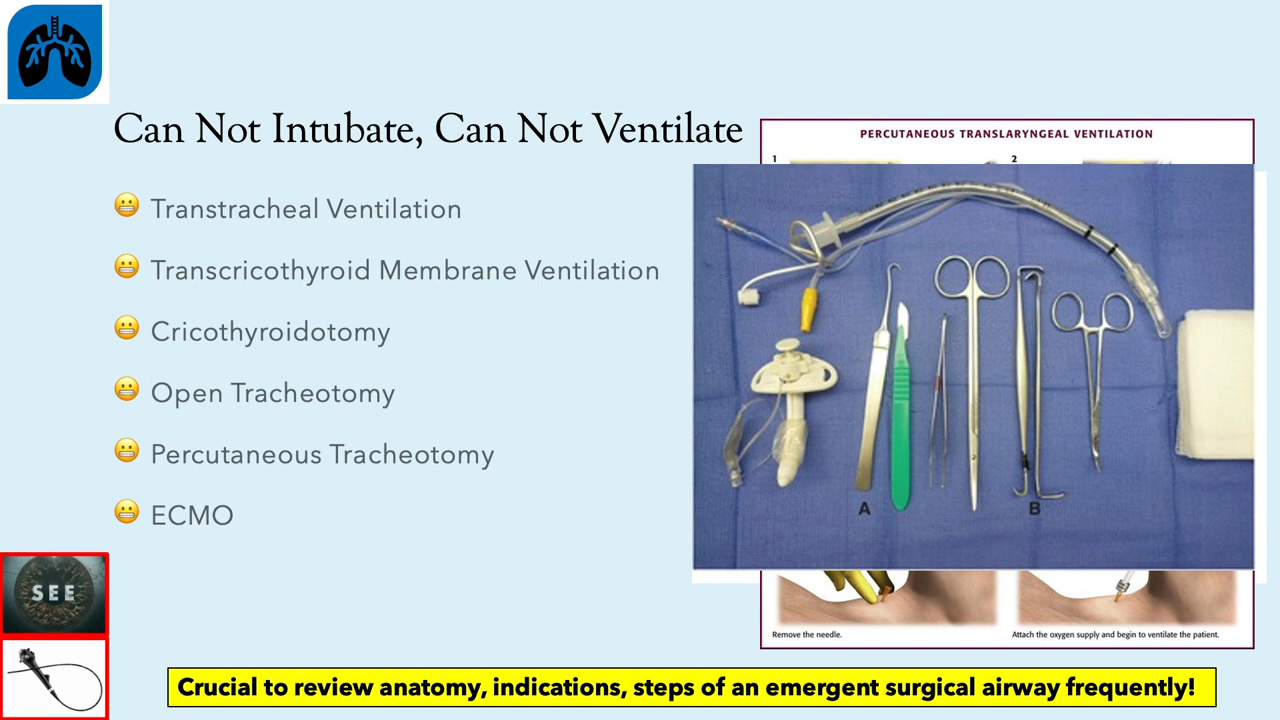 Can Not Intubate, Can Not Ventilate
Transtracheal Ventilation
Transcricothyroid Membrane Ventilation
Cricothyroidotomy
Open Tracheotomy
Percutaneous Tracheotomy
ECMO
PERCUTANEOUS TRANSLARYNGEAL VENTILATION
1
2
A
B
Remove the needle.
Attach the oxygen supply and begin to ventilate the patient.
SEE
Crucial to review anatomy, indications, steps of an emergent surgical airway frequently!